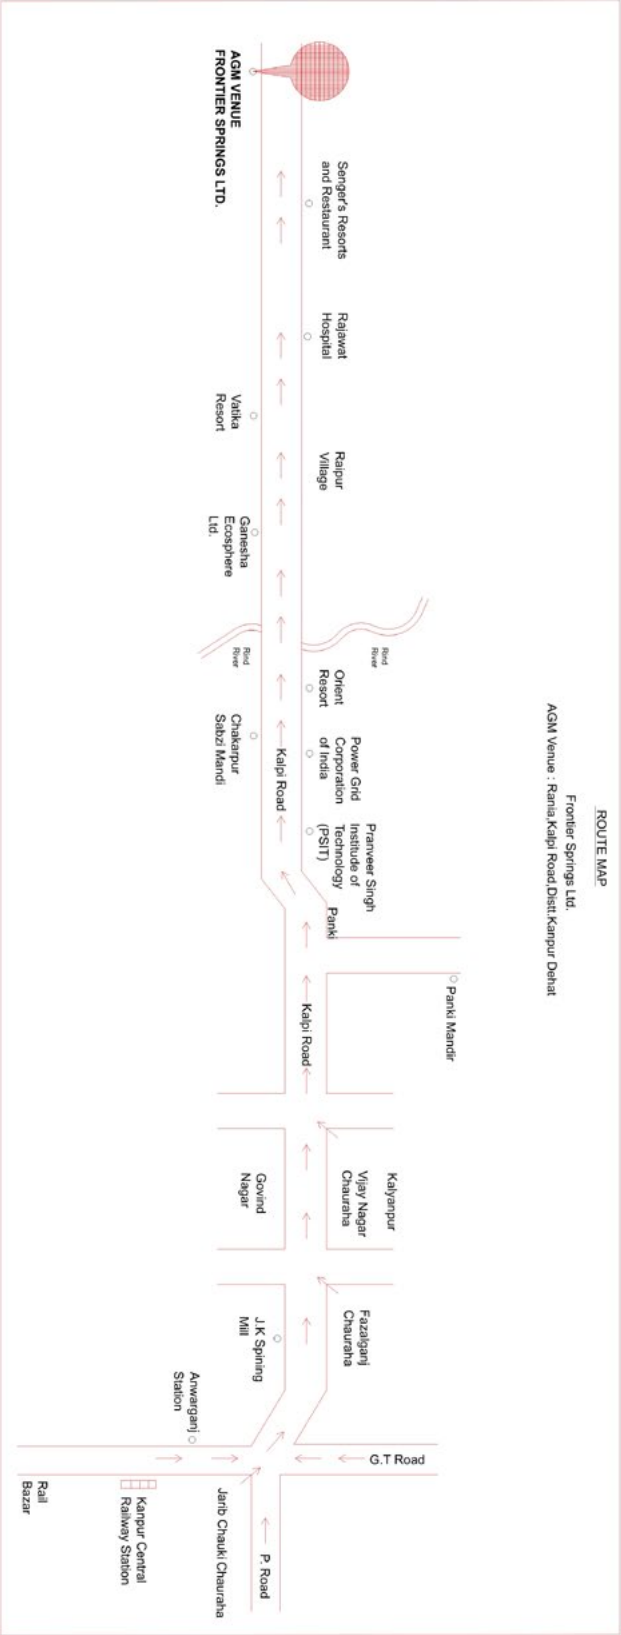 ROUTE MAP
Frontier Springs Ltd.
AGM Venue : Rania,Kalpi Road,Distt.Kanpur Dehat
Senger's Resorts
and Restaurant
Rajawat
Hospital
Raipur
Village
Rind
River
Orient
Resort
Power Grid
Corporation
of India
Pranveer Singh
Institude of
Technology
(PSIT)
Panki
Panki Mandir
Kalyanpur
Vijay Nagar
Chauraha
Fazalganj
Chauraha
G.T Road
Kalpi Road
Kalpi Road
P. Road
AGM VENUE
FRONTIER SPRINGS LTD.
Vatika
Resort
Ganesha
Ecosphere
Ltd.
Rind
River
Chakarpur
Sabzi Mandi
Govind
Nagar
J.K Spining
Mill
Anwarganj
Station
Jarib Chauki Chauraha
Kanpur Central
Railway Station
Rail
Bazar